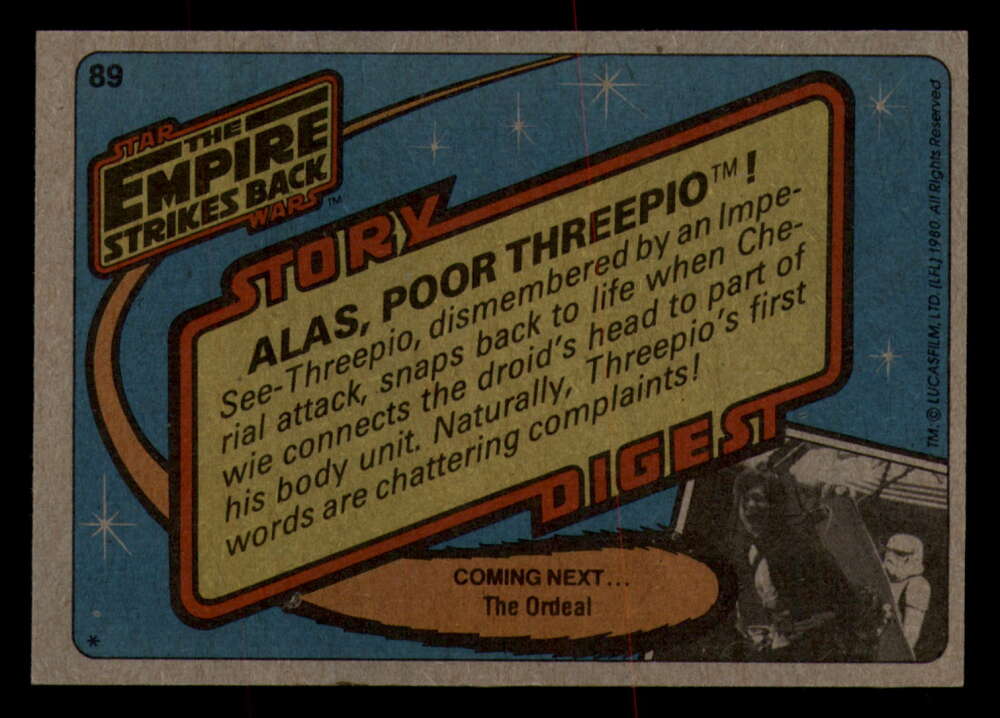 89
STAR
THE
EMPIRE
STRIKES BACK
WARS™
STORY
ALAS, POOR THREEPIO™!
See-Threepio, dismembered by an Impe-
rial attack, snaps back to life when Che-
wie connects the droid's head to part of
his body unit. Naturally, Threepio's first
words are chattering complaints!
DIGEST
COMING NEXT...
The Ordeal
*
TM. © LUCASFILM, LTD. (LFL) 1980. All Rights Reserved